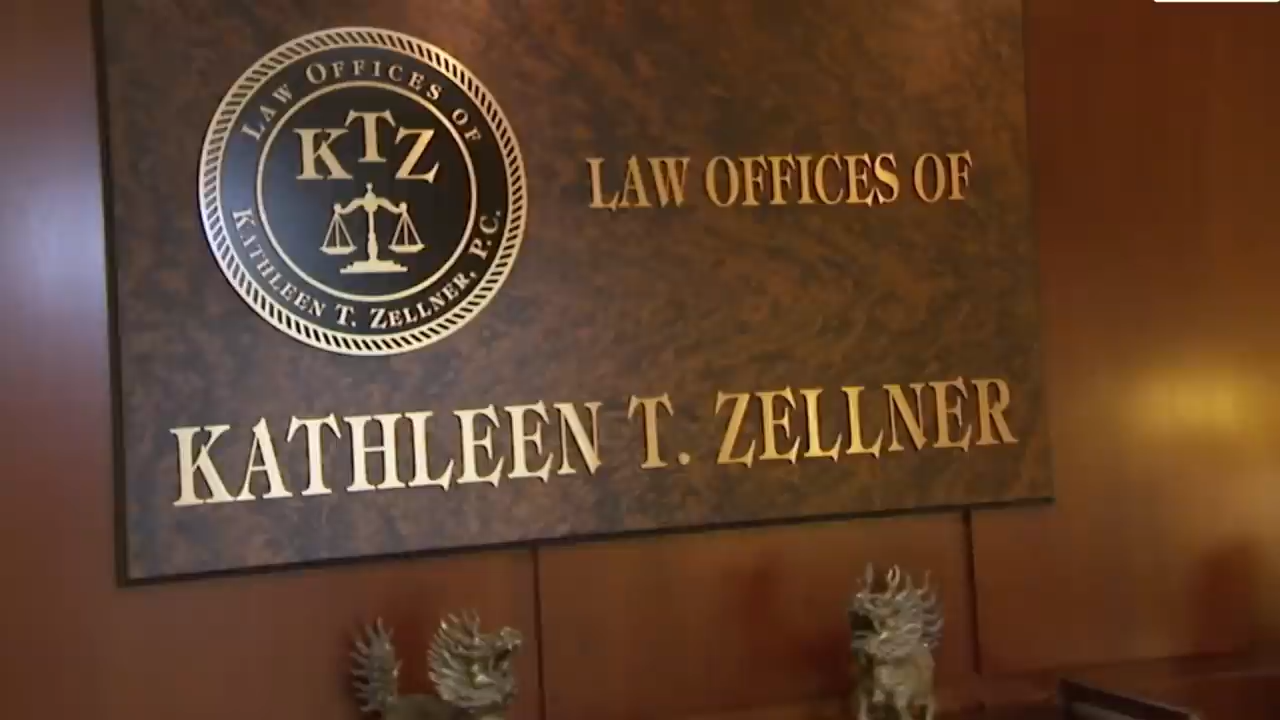 LAW OFFICES OF
KTZ
KATHLEEN T. ZELLNER, P.C.
LAW OFFICES OF
KATHLEEN T. ZELLNER